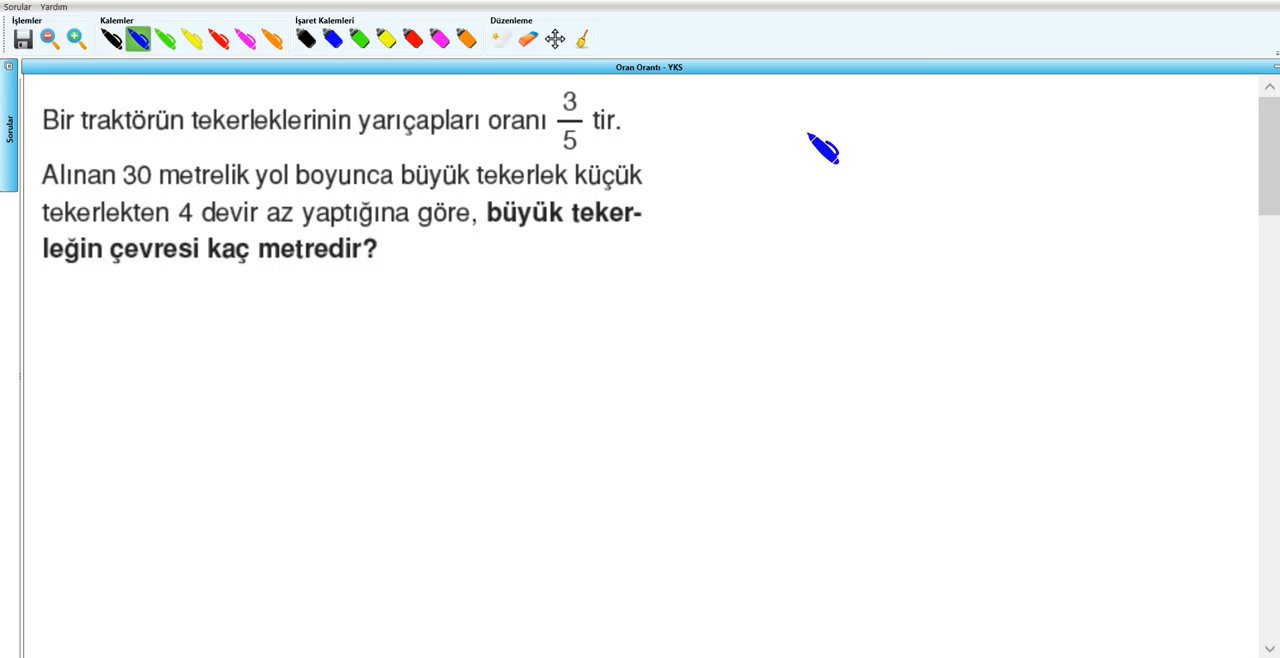 Sorular Yardım
İşlemler Kalemler İşaret Kalemleri Düzenleme
Oran Orantı - YKS
Sorular
Bir traktörün tekerleklerinin yarıçapları oranı 3/5 tir.
Alınan 30 metrelik yol boyunca büyük tekerlek küçük
tekerlekten 4 devir az yaptığına göre, büyük teker-
leğin çevresi kaç metredir?